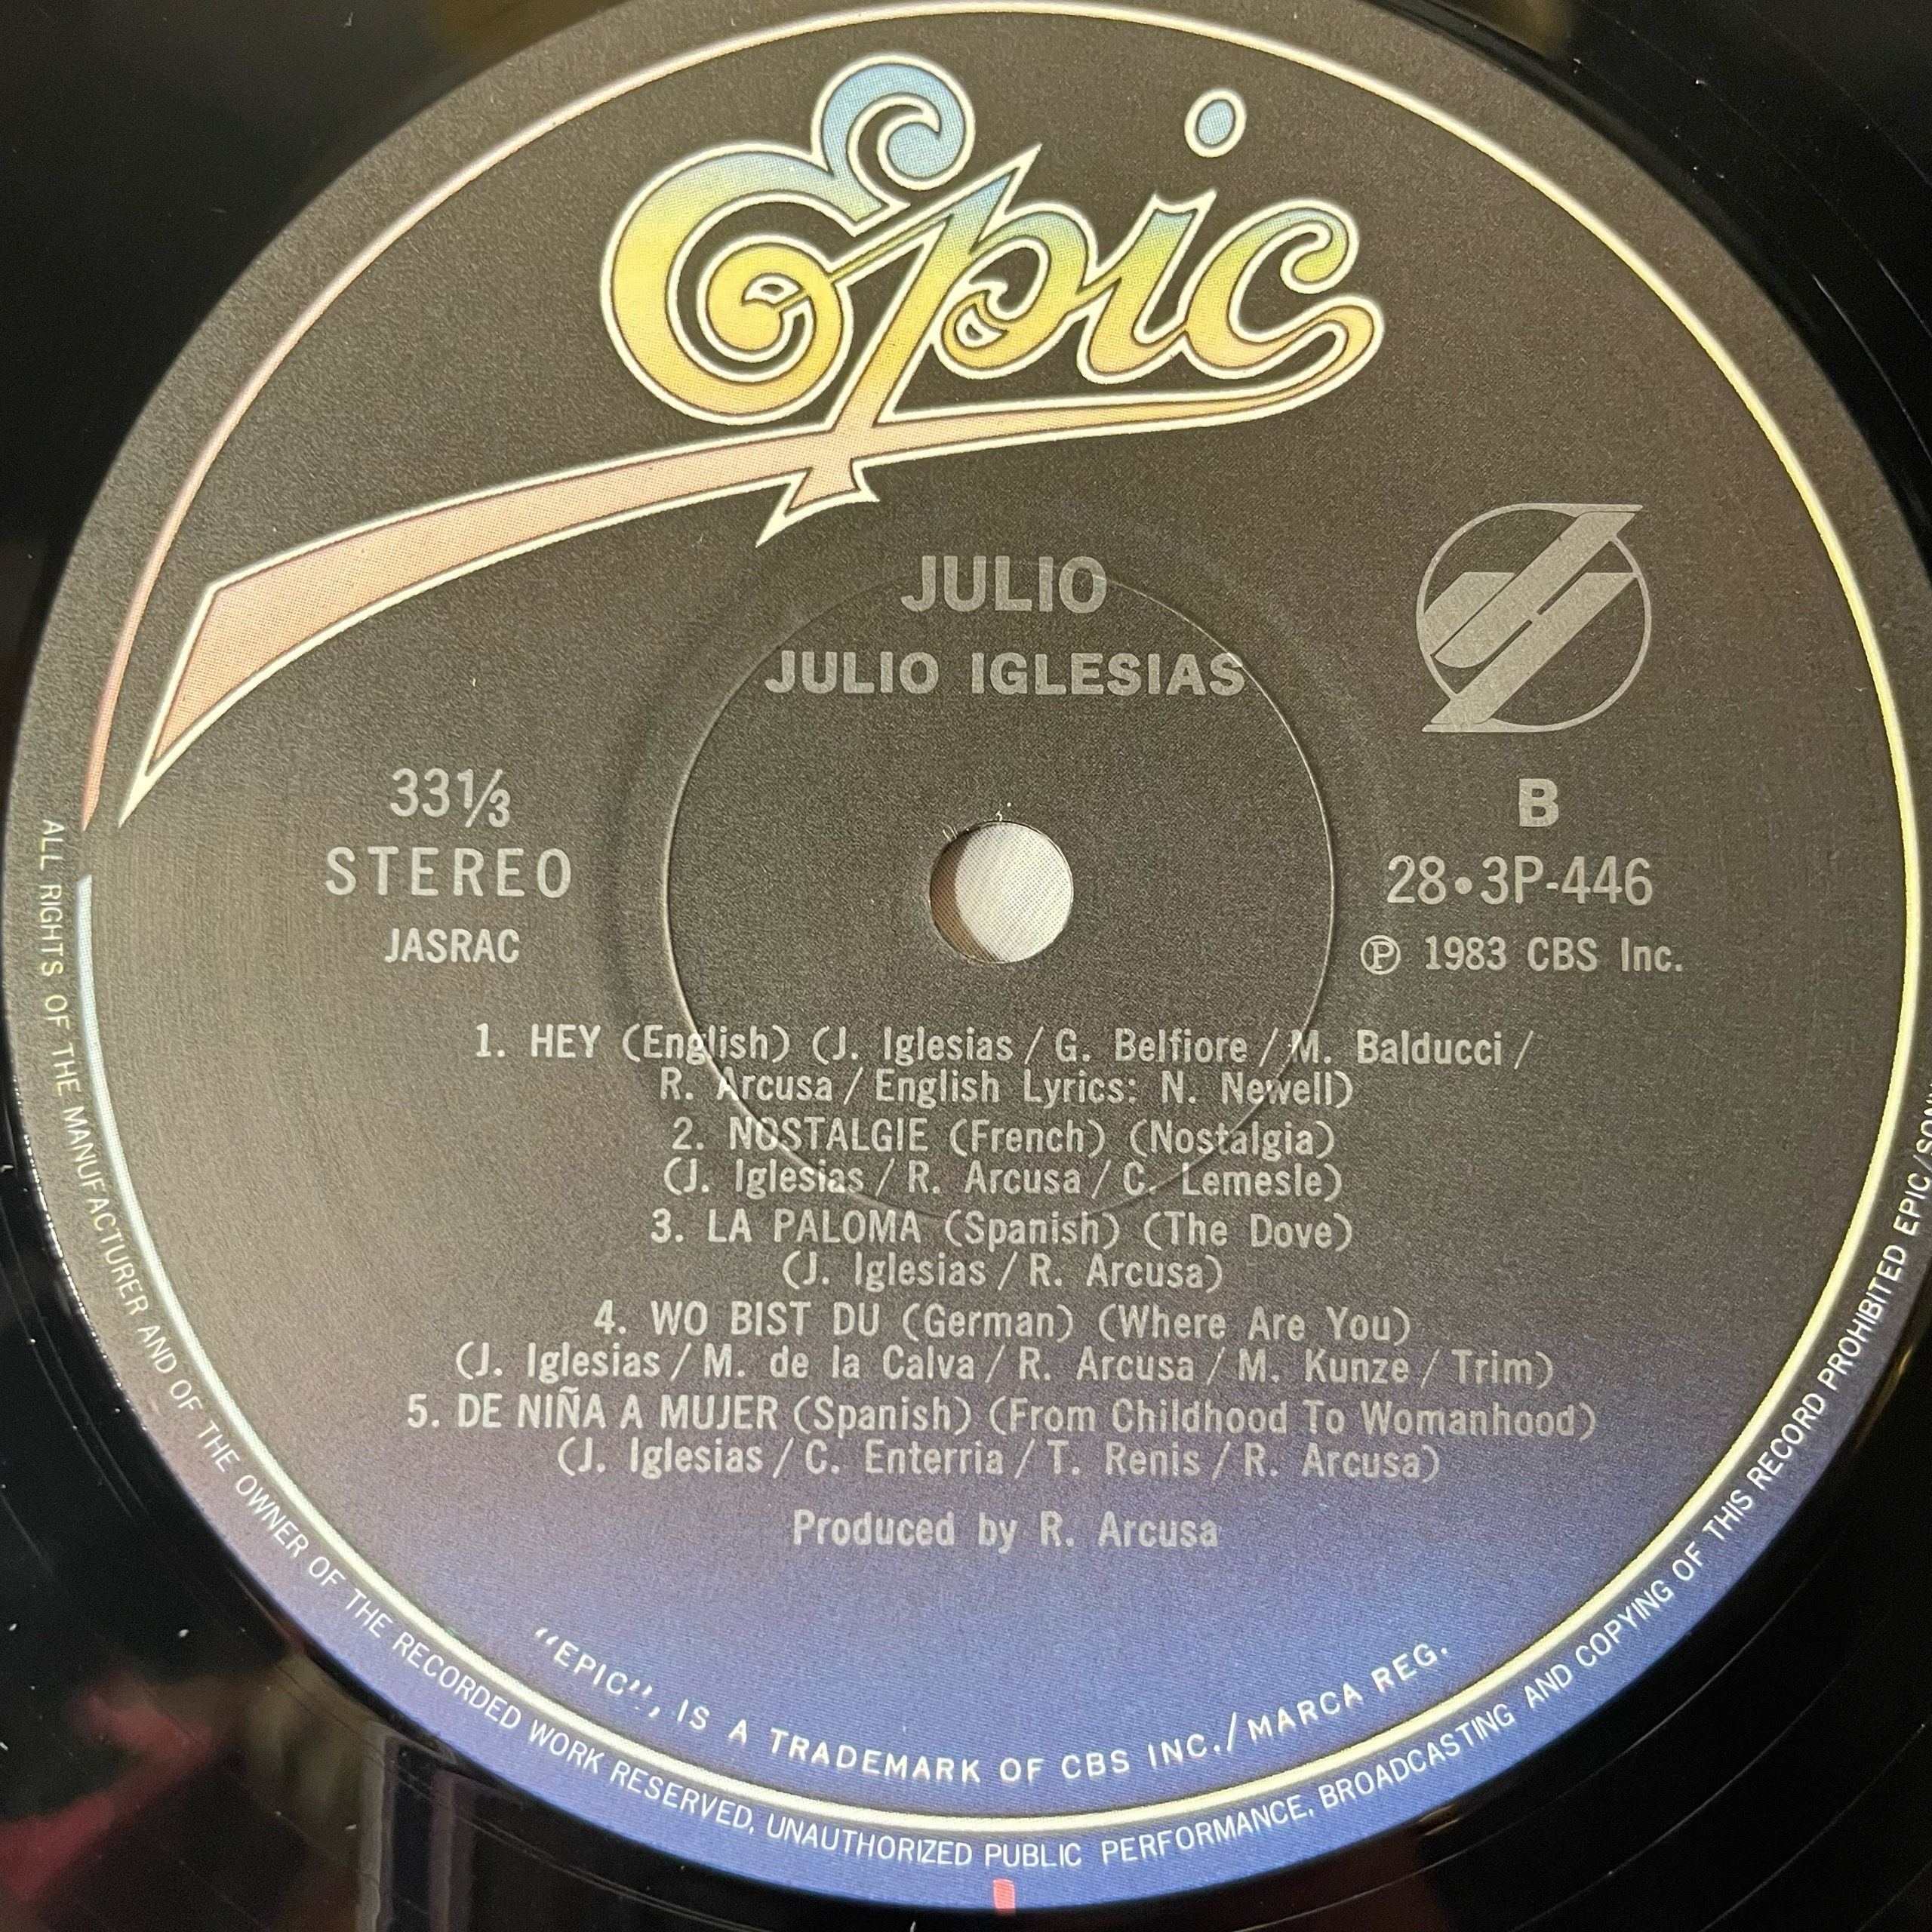 Epic
JULIO
JULIO IGLESIAS
33⅓
STEREO
JASRAC
B
28•3P-446
Ⓟ 1983 CBS Inc.
1. HEY (English) (J. Iglesias / G. Belfiore / M. Balducci /
R. Arcusa / English Lyrics: N. Newell)
2. NOSTALGIE (French) (Nostalgia)
(J. Iglesias / R. Arcusa / C. Lemesle)
3. LA PALOMA (Spanish) (The Dove)
(J. Iglesias / R. Arcusa)
4. WO BIST DU (German) (Where Are You)
(J. Iglesias / M. de la Calva / R. Arcusa / M. Kunze / Trim)
5. DE NIÑA A MUJER (Spanish) (From Childhood To Womanhood)
(J. Iglesias / C. Enterria / T. Renis / R. Arcusa)
Produced by R. Arcusa
"EPIC", IS A TRADEMARK OF CBS INC./MARCA REG.
ALL RIGHTS OF THE MANUFACTURER AND OF THE OWNER OF THE RECORDED WORK RESERVED, UNAUTHORIZED PUBLIC PERFORMANCE, BROADCASTING AND COPYING OF THIS RECORD PROHIBITED EPIC/